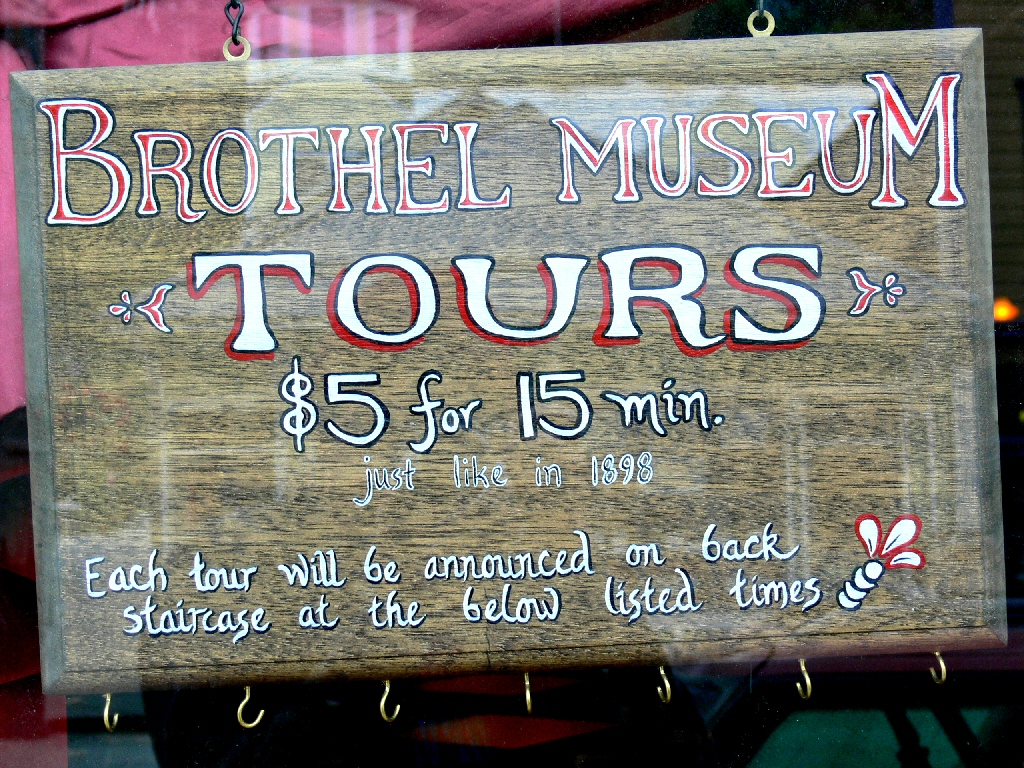 BROTHEL MUSEUM
TOURS
$5 for 15 min.
just like in 1898
Each tour will be announced on back
staircase at the below listed times